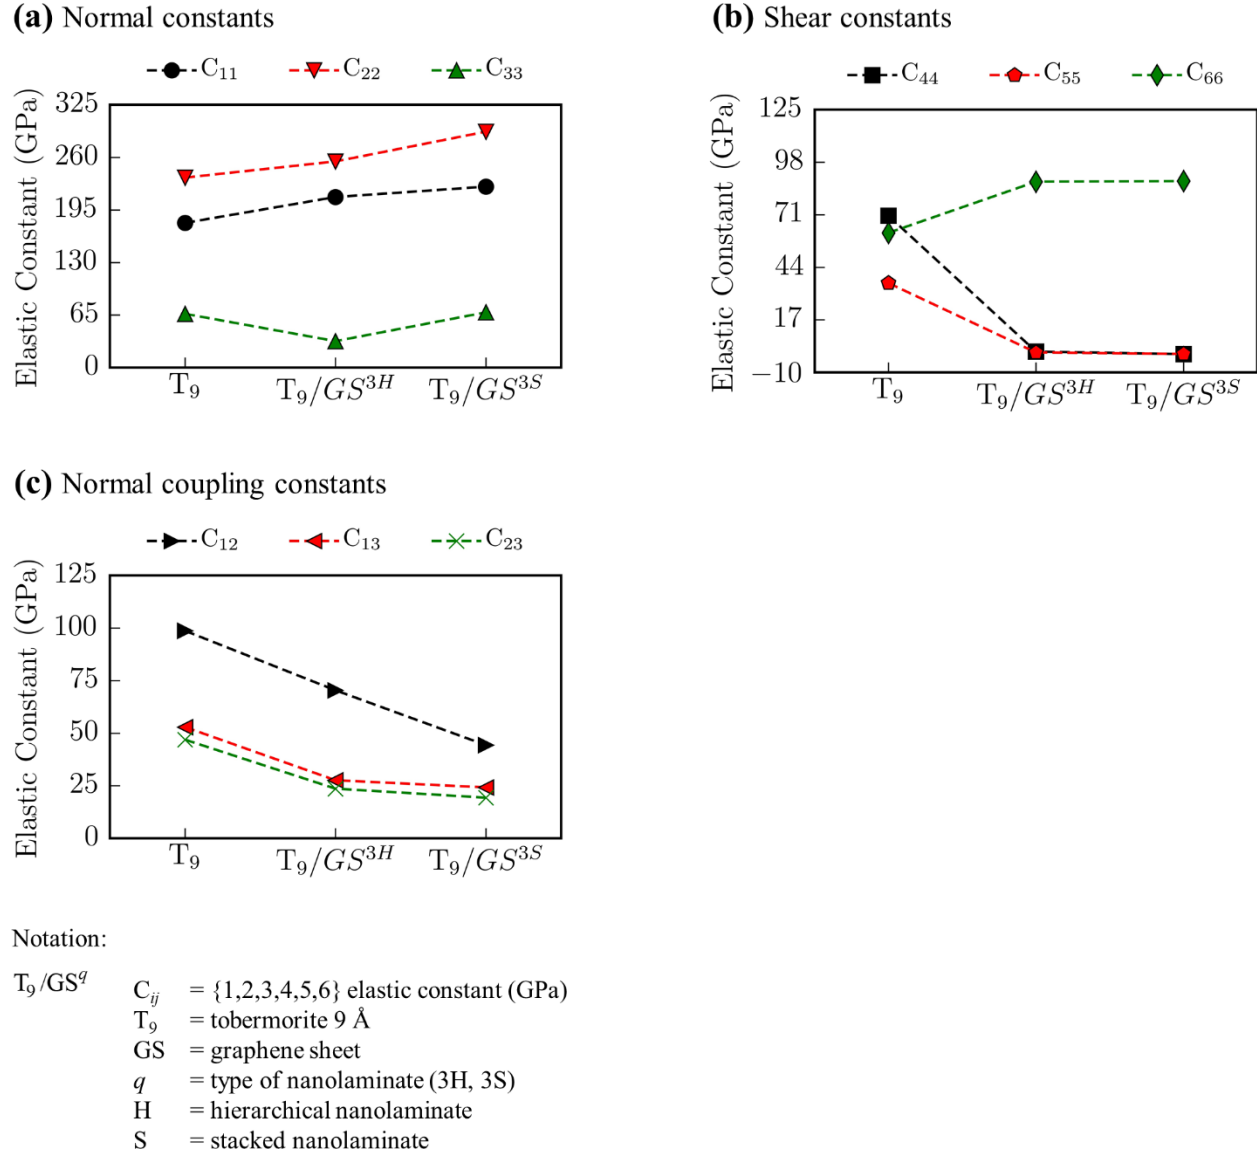 (a) Normal constants
C₁₁ C₂₂ C₃₃
Elastic Constant (GPa)
325
260
195
130
65
0
T₉ T₉/GS³ᴴ T₉/GS³ˢ
(b) Shear constants
C₄₄ C₅₅ C₆₆
Elastic Constant (GPa)
125
98
71
44
17
−10
T₉ T₉/GS³ᴴ T₉/GS³ˢ
(c) Normal coupling constants
C₁₂ C₁₃ C₂₃
Elastic Constant (GPa)
125
100
75
50
25
0
T₉ T₉/GS³ᴴ T₉/GS³ˢ
Notation:
T₉/GS^q
Cᵢⱼ = {1,2,3,4,5,6} elastic constant (GPa)
T₉ = tobermorite 9 Å
GS = graphene sheet
q = type of nanolaminate (3H, 3S)
H = hierarchical nanolaminate
S = stacked nanolaminate